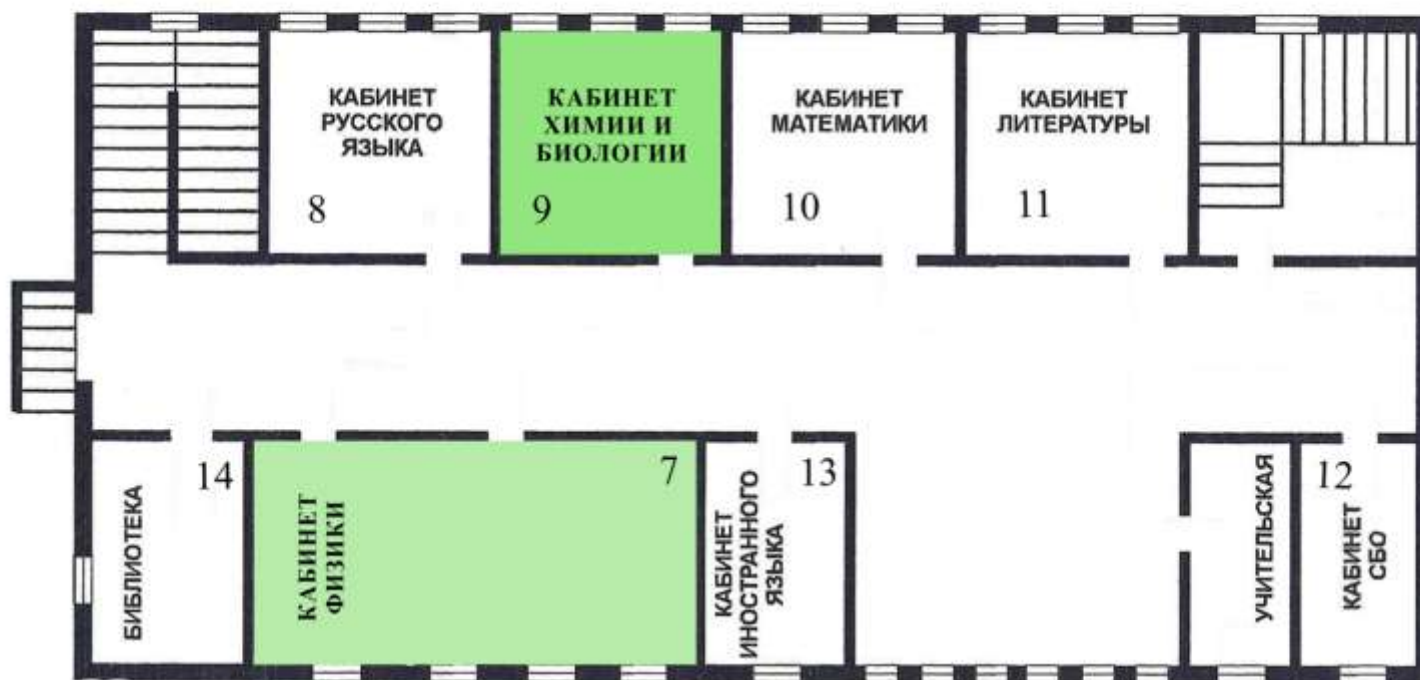 КАБИНЕТ
РУССКОГО
ЯЗЫКА
8
КАБИНЕТ
ХИМИИ И
БИОЛОГИИ
9
КАБИНЕТ
МАТЕМАТИКИ
10
КАБИНЕТ
ЛИТЕРАТУРЫ
11
14
БИБЛИОТЕКА
7
КАБИНЕТ
ФИЗИКИ
13
КАБИНЕТ
ИНОСТРАННОГО
ЯЗЫКА
УЧИТЕЛЬСКАЯ
12
КАБИНЕТ
СБО